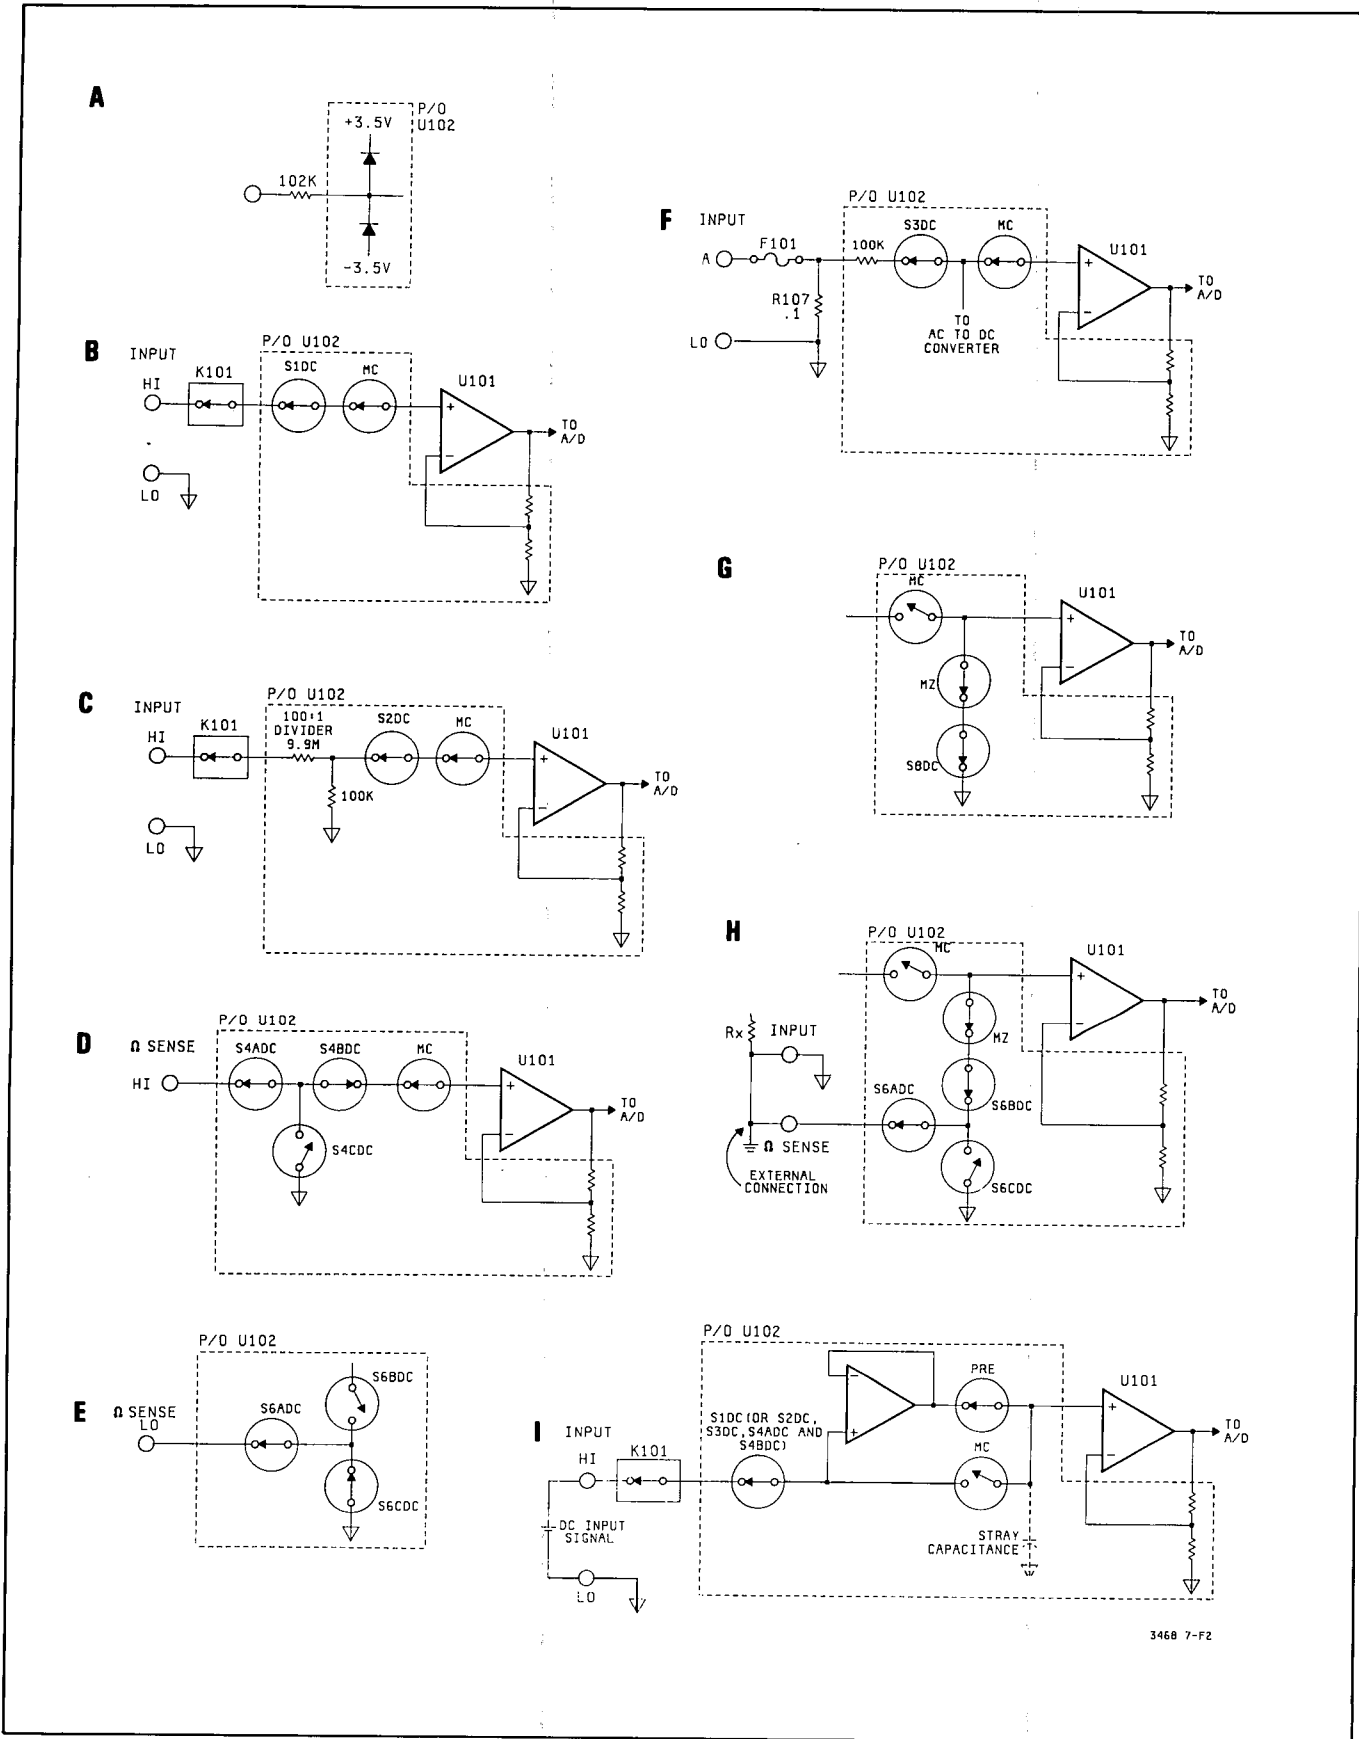 A
P/O
U102
+3.5V
102K
-3.5V
B
INPUT
HI
K101
P/O U102
S1DC
MC
U101
+
-
TO
A/D
LO
C
INPUT
HI
K101
P/O U102
100:1
DIVIDER
9.9M
100K
S2DC
MC
U101
+
-
TO
A/D
LO
D
Ω SENSE
HI
P/O U102
S4ADC
S4BDC
MC
S4CDC
U101
+
-
TO
A/D
E
Ω SENSE
LO
P/O U102
S6ADC
S6BDC
S6CDC
F
INPUT
A
F101
R107
.1
LO
P/O U102
100K
S3DC
MC
TO
AC TO DC
CONVERTER
U101
+
-
TO
A/D
G
P/O U102
MC
MZ
S8DC
U101
+
-
TO
A/D
H
P/O U102
MC
Rx
INPUT
MZ
S6ADC
S6BDC
Ω SENSE
S6CDC
EXTERNAL
CONNECTION
U101
+
-
TO
A/D
I
INPUT
HI
K101
P/O U102
S1DC(OR S2DC,
S3DC,S4ADC AND
S4BDC)
-
+
PRE
MC
STRAY
CAPACITANCE
DC INPUT
SIGNAL
LO
U101
+
-
TO
A/D
3468 7-F2